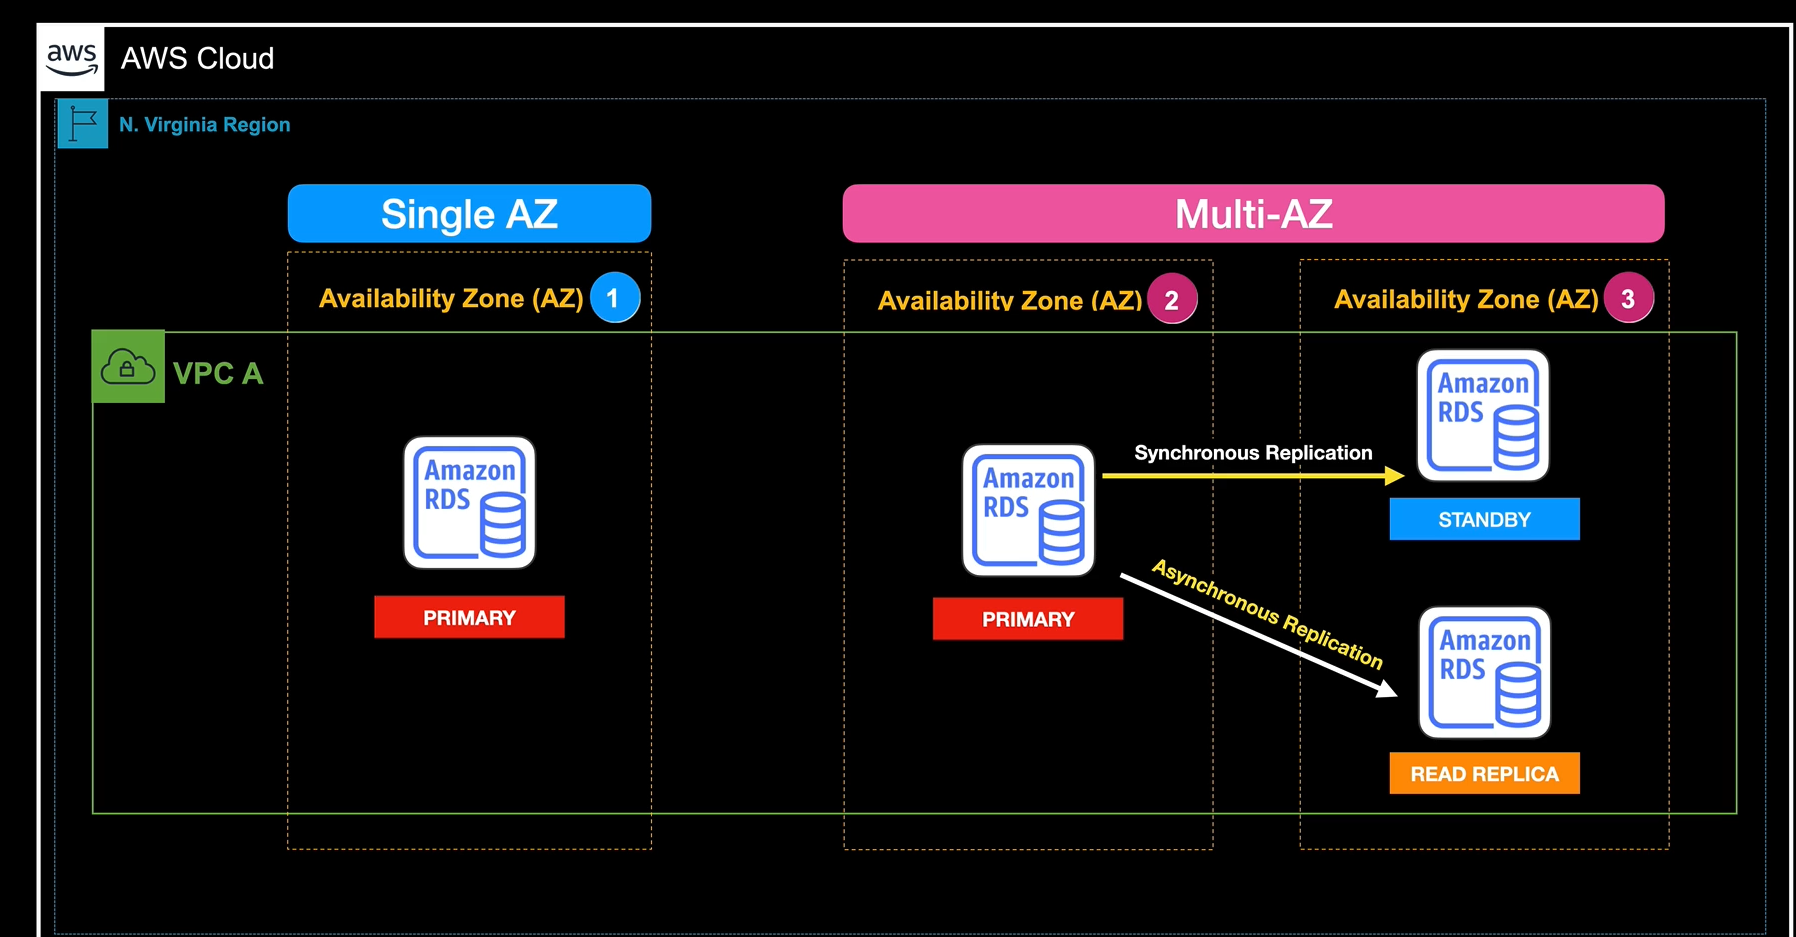 aws
AWS Cloud
N. Virginia Region
Single AZ
Multi-AZ
Availability Zone (AZ) 1
Availability Zone (AZ) 2
Availability Zone (AZ) 3
VPC A
Amazon
RDS
PRIMARY
Amazon
RDS
PRIMARY
Synchronous Replication
Asynchronous Replication
Amazon
RDS
STANDBY
Amazon
RDS
READ REPLICA